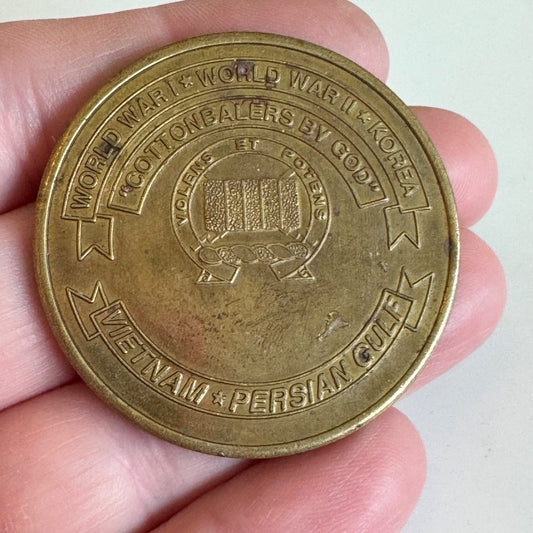 WORLD WAR I ★ WORLD WAR II ★ KOREA
"COTTONBALERS BY GOD"
VOLENS ET POTENS
VIETNAM ★ PERSIAN GULF